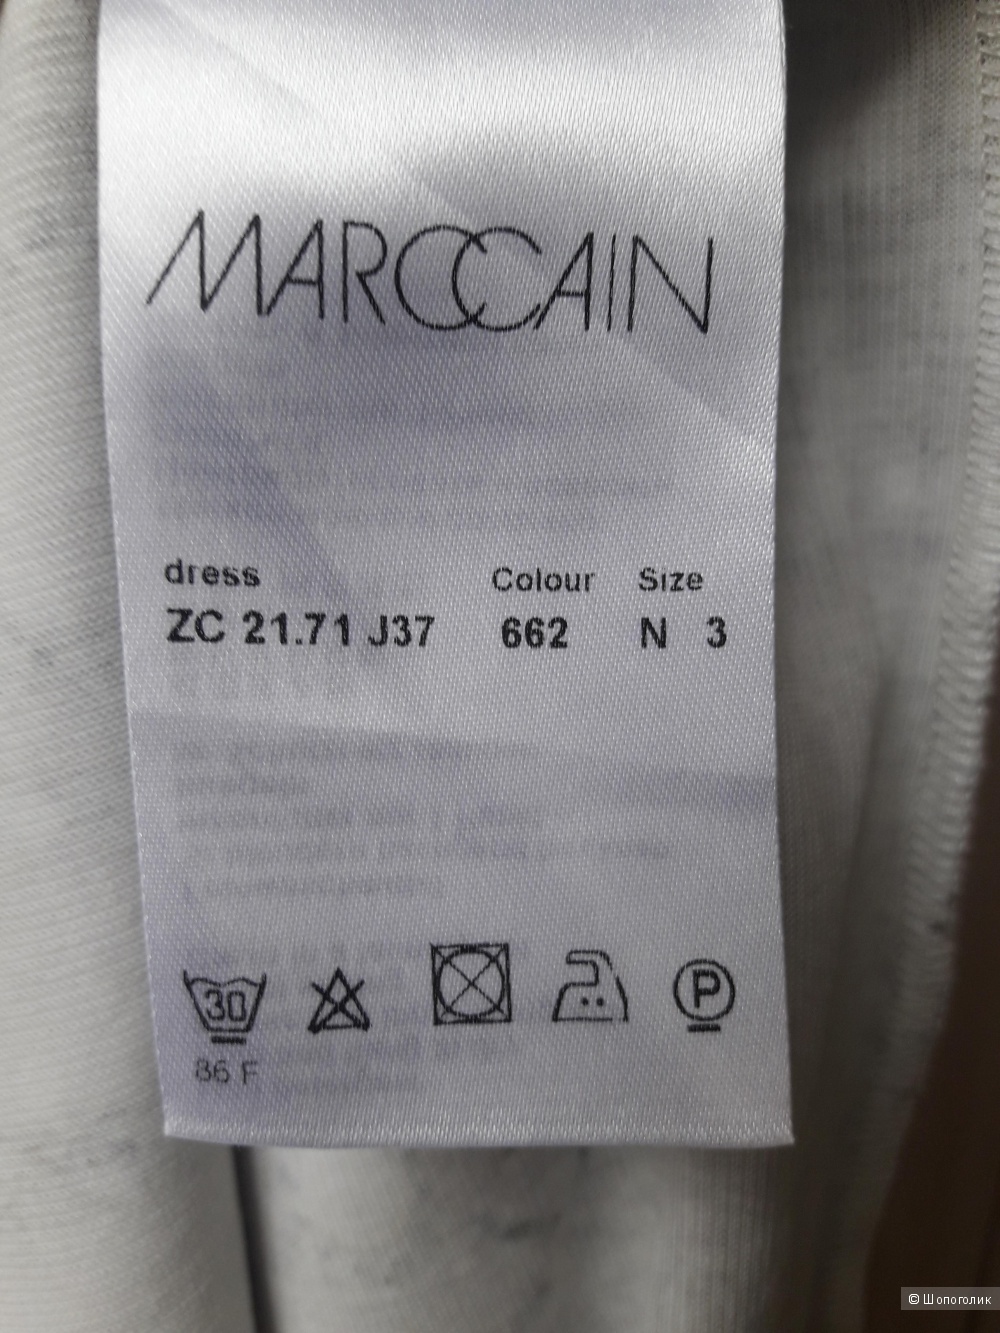 MARCCAIN
dress Colour Size
ZC 21.71 J37 662 N 3
30 P
86 F
© Шопоголик